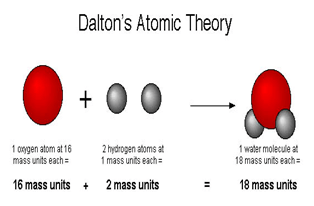 Dalton's Atomic Theory
+
1 oxygen atom at 16
mass units each =
2 hydrogen atoms at
1 mass units each =
1 water molecule at
18 mass units each =
16 mass units + 2 mass units = 18 mass units